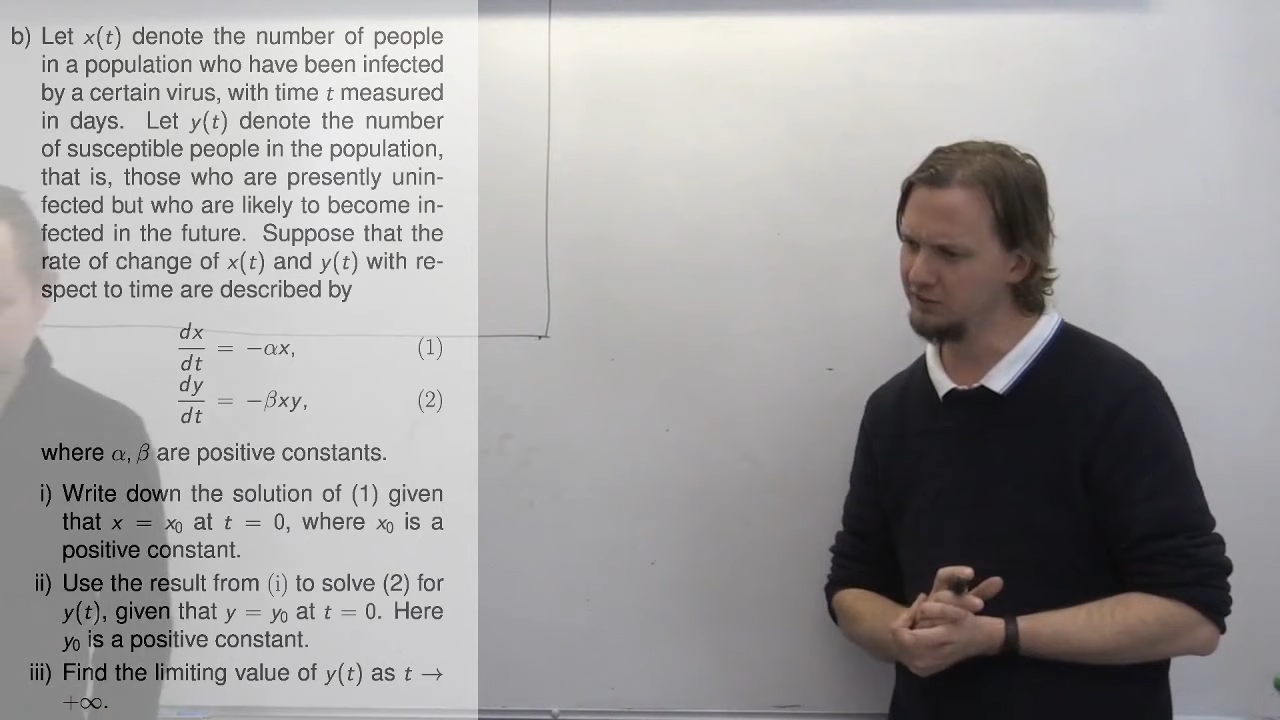 b) Let x(t) denote the number of people
in a population who have been infected
by a certain virus, with time t measured
in days. Let y(t) denote the number
of susceptible people in the population,
that is, those who are presently unin-
fected but who are likely to become in-
fected in the future. Suppose that the
rate of change of x(t) and y(t) with re-
spect to time are described by
dx/dt = −αx, (1)
dy/dt = −βxy, (2)
where α, β are positive constants.
i) Write down the solution of (1) given
that x = x₀ at t = 0, where x₀ is a
positive constant.
ii) Use the result from (i) to solve (2) for
y(t), given that y = y₀ at t = 0. Here
y₀ is a positive constant.
iii) Find the limiting value of y(t) as t →
+∞.